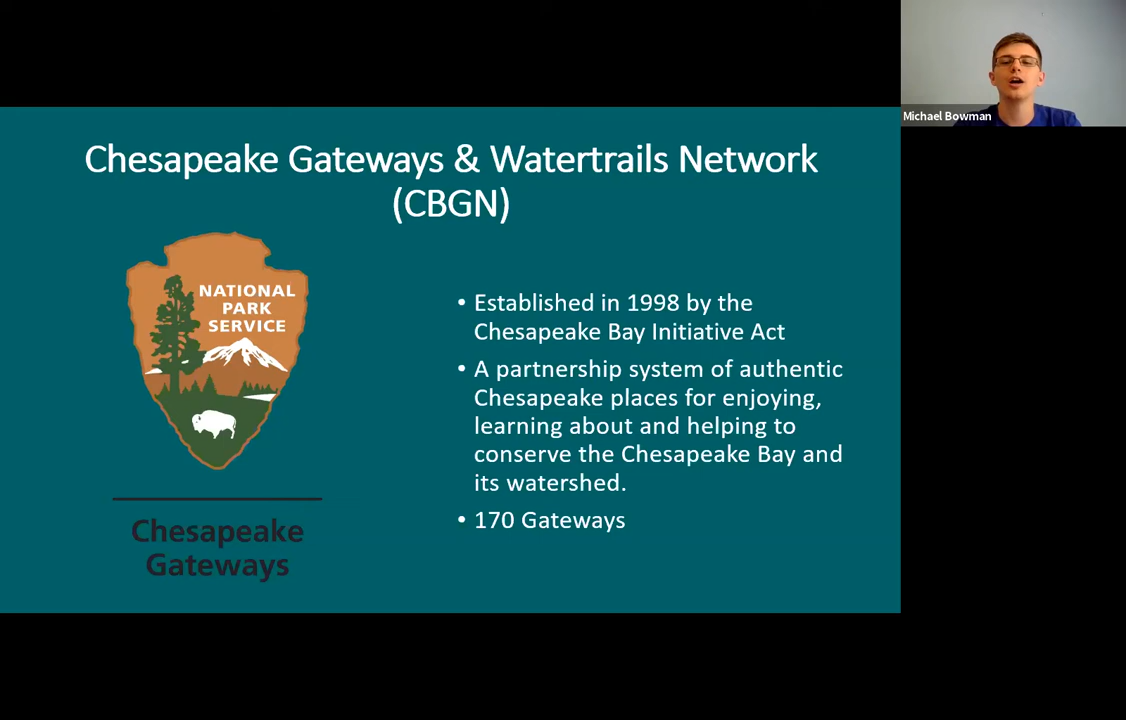 Michael Bowman
Chesapeake Gateways & Watertrails Network
(CBGN)
NATIONAL
PARK
SERVICE
Chesapeake
Gateways
• Established in 1998 by the
Chesapeake Bay Initiative Act
• A partnership system of authentic
Chesapeake places for enjoying,
learning about and helping to
conserve the Chesapeake Bay and
its watershed.
• 170 Gateways